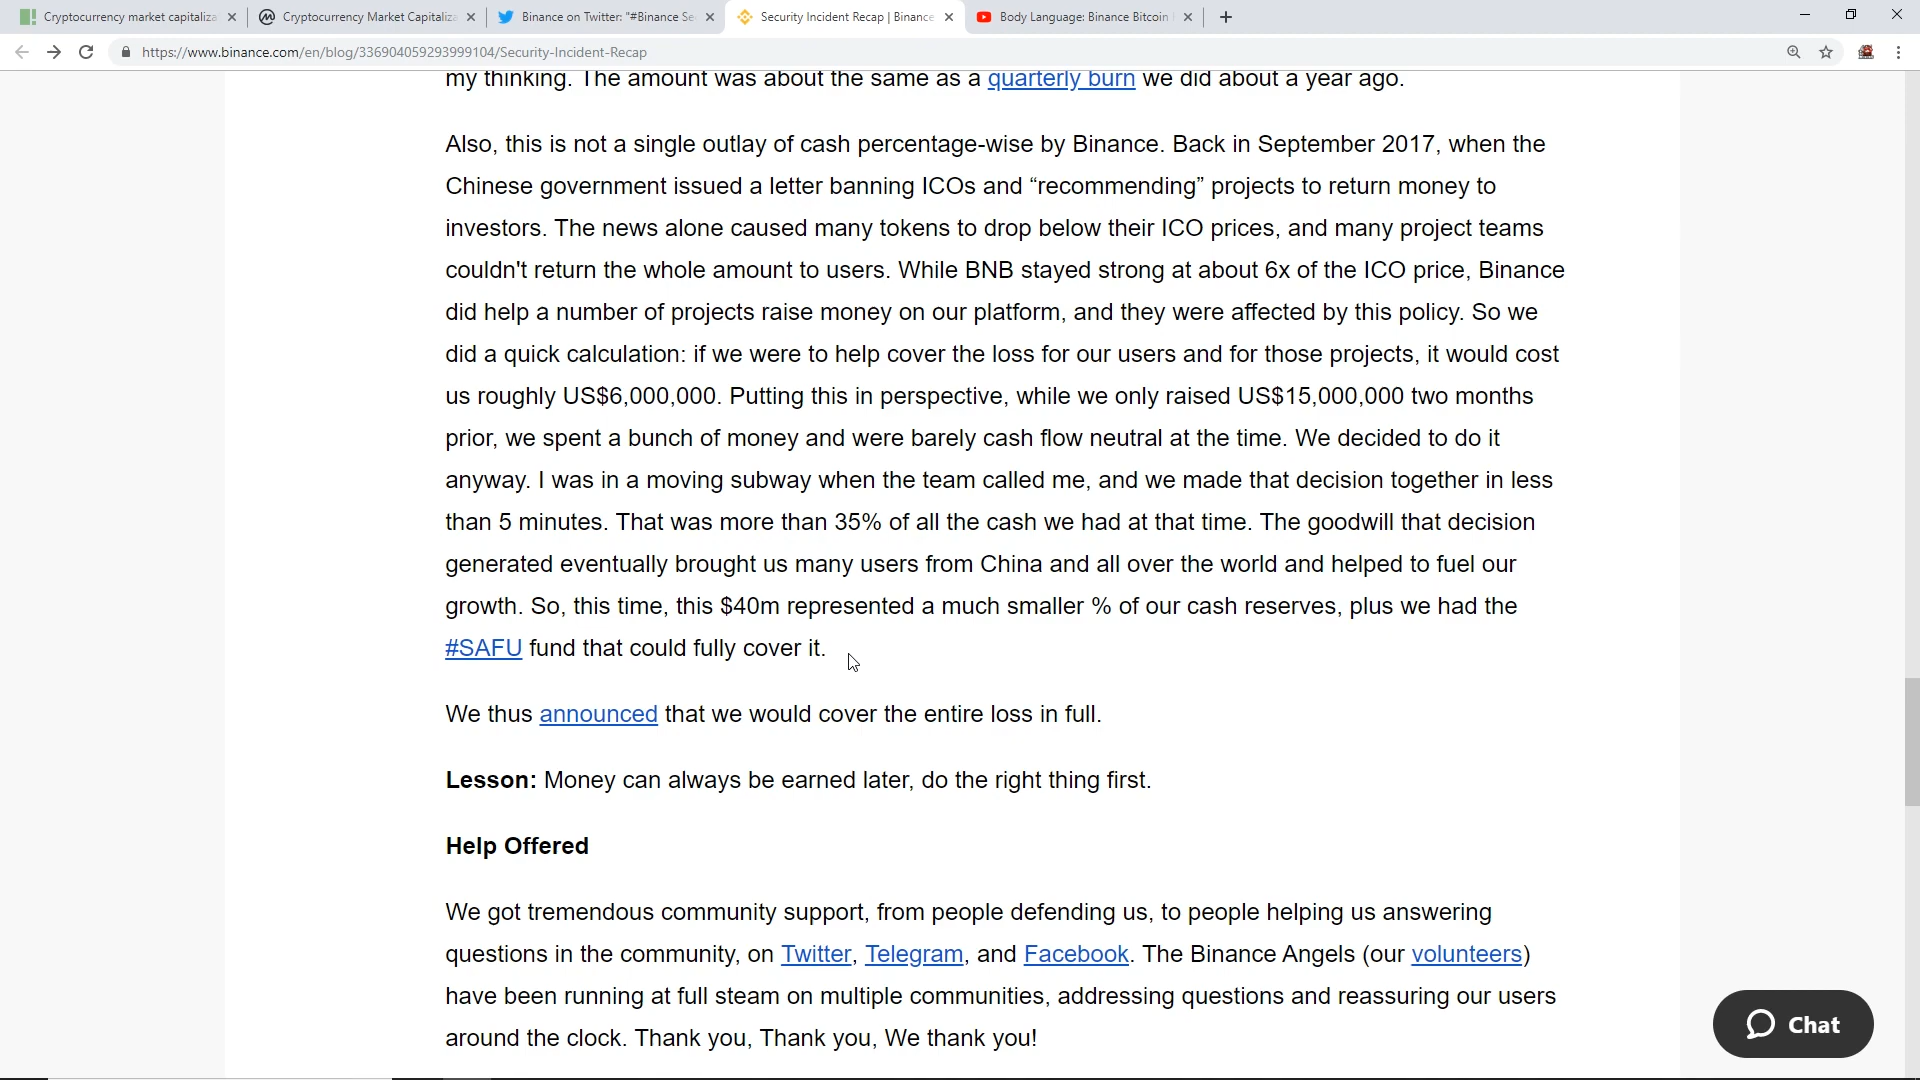 Cryptocurrency market capitaliza
Cryptocurrency Market Capitaliza
Binance on Twitter: "#Binance Se
Security Incident Recap | Binance
Body Language: Binance Bitcoin
https://www.binance.com/en/blog/336904059293999104/Security-Incident-Recap
my thinking. The amount was about the same as a quarterly burn we did about a year ago.
Also, this is not a single outlay of cash percentage-wise by Binance. Back in September 2017, when the
Chinese government issued a letter banning ICOs and “recommending” projects to return money to
investors. The news alone caused many tokens to drop below their ICO prices, and many project teams
couldn't return the whole amount to users. While BNB stayed strong at about 6x of the ICO price, Binance
did help a number of projects raise money on our platform, and they were affected by this policy. So we
did a quick calculation: if we were to help cover the loss for our users and for those projects, it would cost
us roughly US$6,000,000. Putting this in perspective, while we only raised US$15,000,000 two months
prior, we spent a bunch of money and were barely cash flow neutral at the time. We decided to do it
anyway. I was in a moving subway when the team called me, and we made that decision together in less
than 5 minutes. That was more than 35% of all the cash we had at that time. The goodwill that decision
generated eventually brought us many users from China and all over the world and helped to fuel our
growth. So, this time, this $40m represented a much smaller % of our cash reserves, plus we had the
#SAFU fund that could fully cover it.
We thus announced that we would cover the entire loss in full.
Lesson: Money can always be earned later, do the right thing first.
Help Offered
We got tremendous community support, from people defending us, to people helping us answering
questions in the community, on Twitter, Telegram, and Facebook. The Binance Angels (our volunteers)
have been running at full steam on multiple communities, addressing questions and reassuring our users
around the clock. Thank you, Thank you, We thank you!
Chat